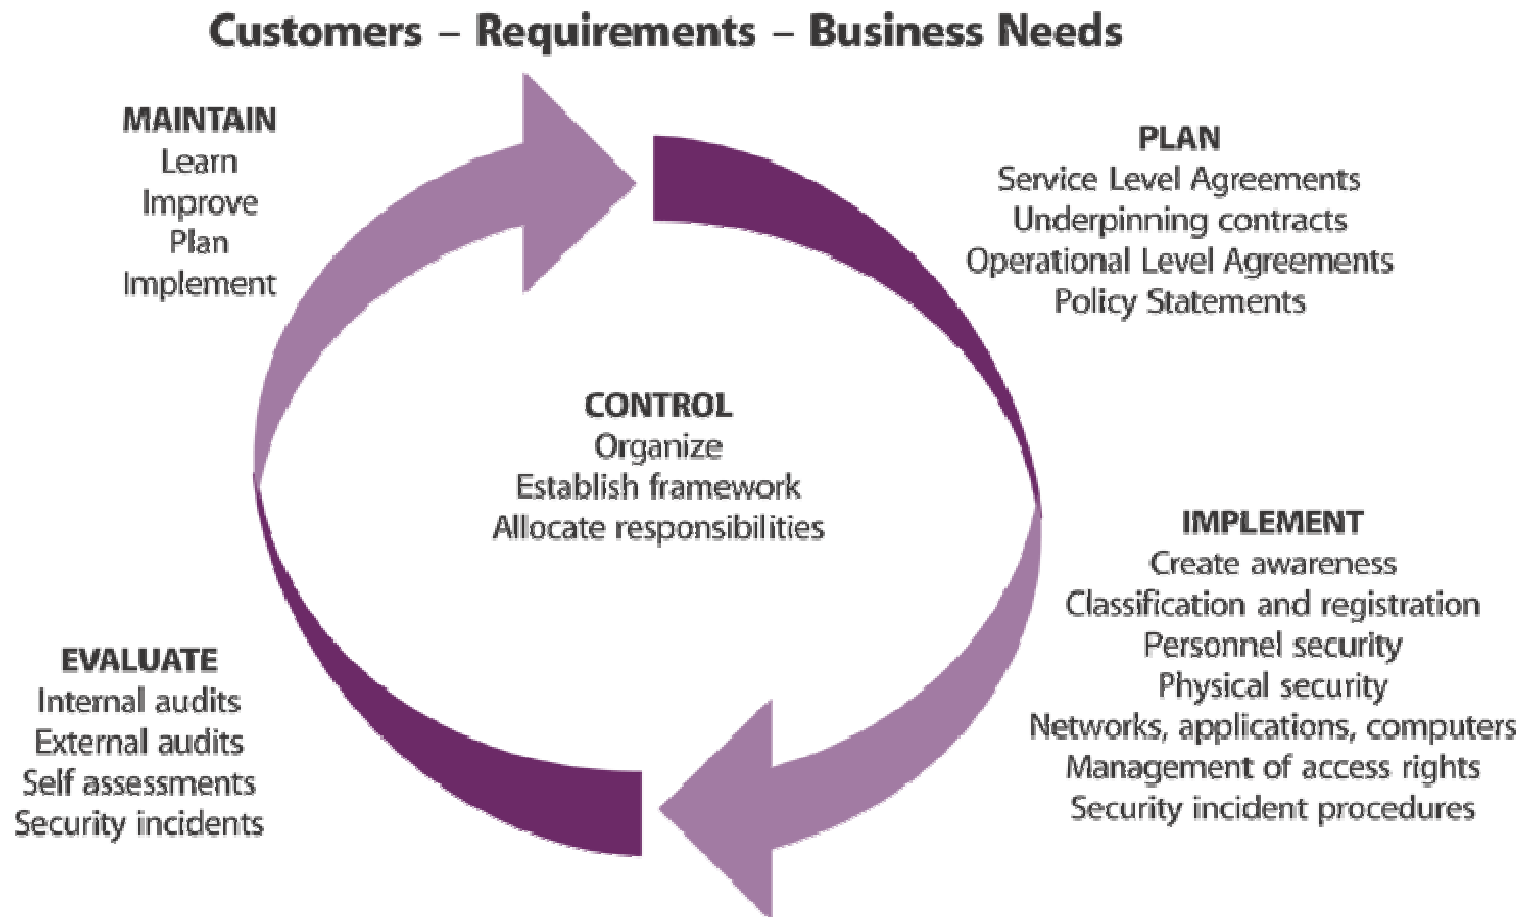 Customers – Requirements – Business Needs
MAINTAIN
Learn
Improve
Plan
Implement
PLAN
Service Level Agreements
Underpinning contracts
Operational Level Agreements
Policy Statements
CONTROL
Organize
Establish framework
Allocate responsibilities
IMPLEMENT
Create awareness
Classification and registration
Personnel security
Physical security
Networks, applications, computers
Management of access rights
Security incident procedures
EVALUATE
Internal audits
External audits
Self assessments
Security incidents